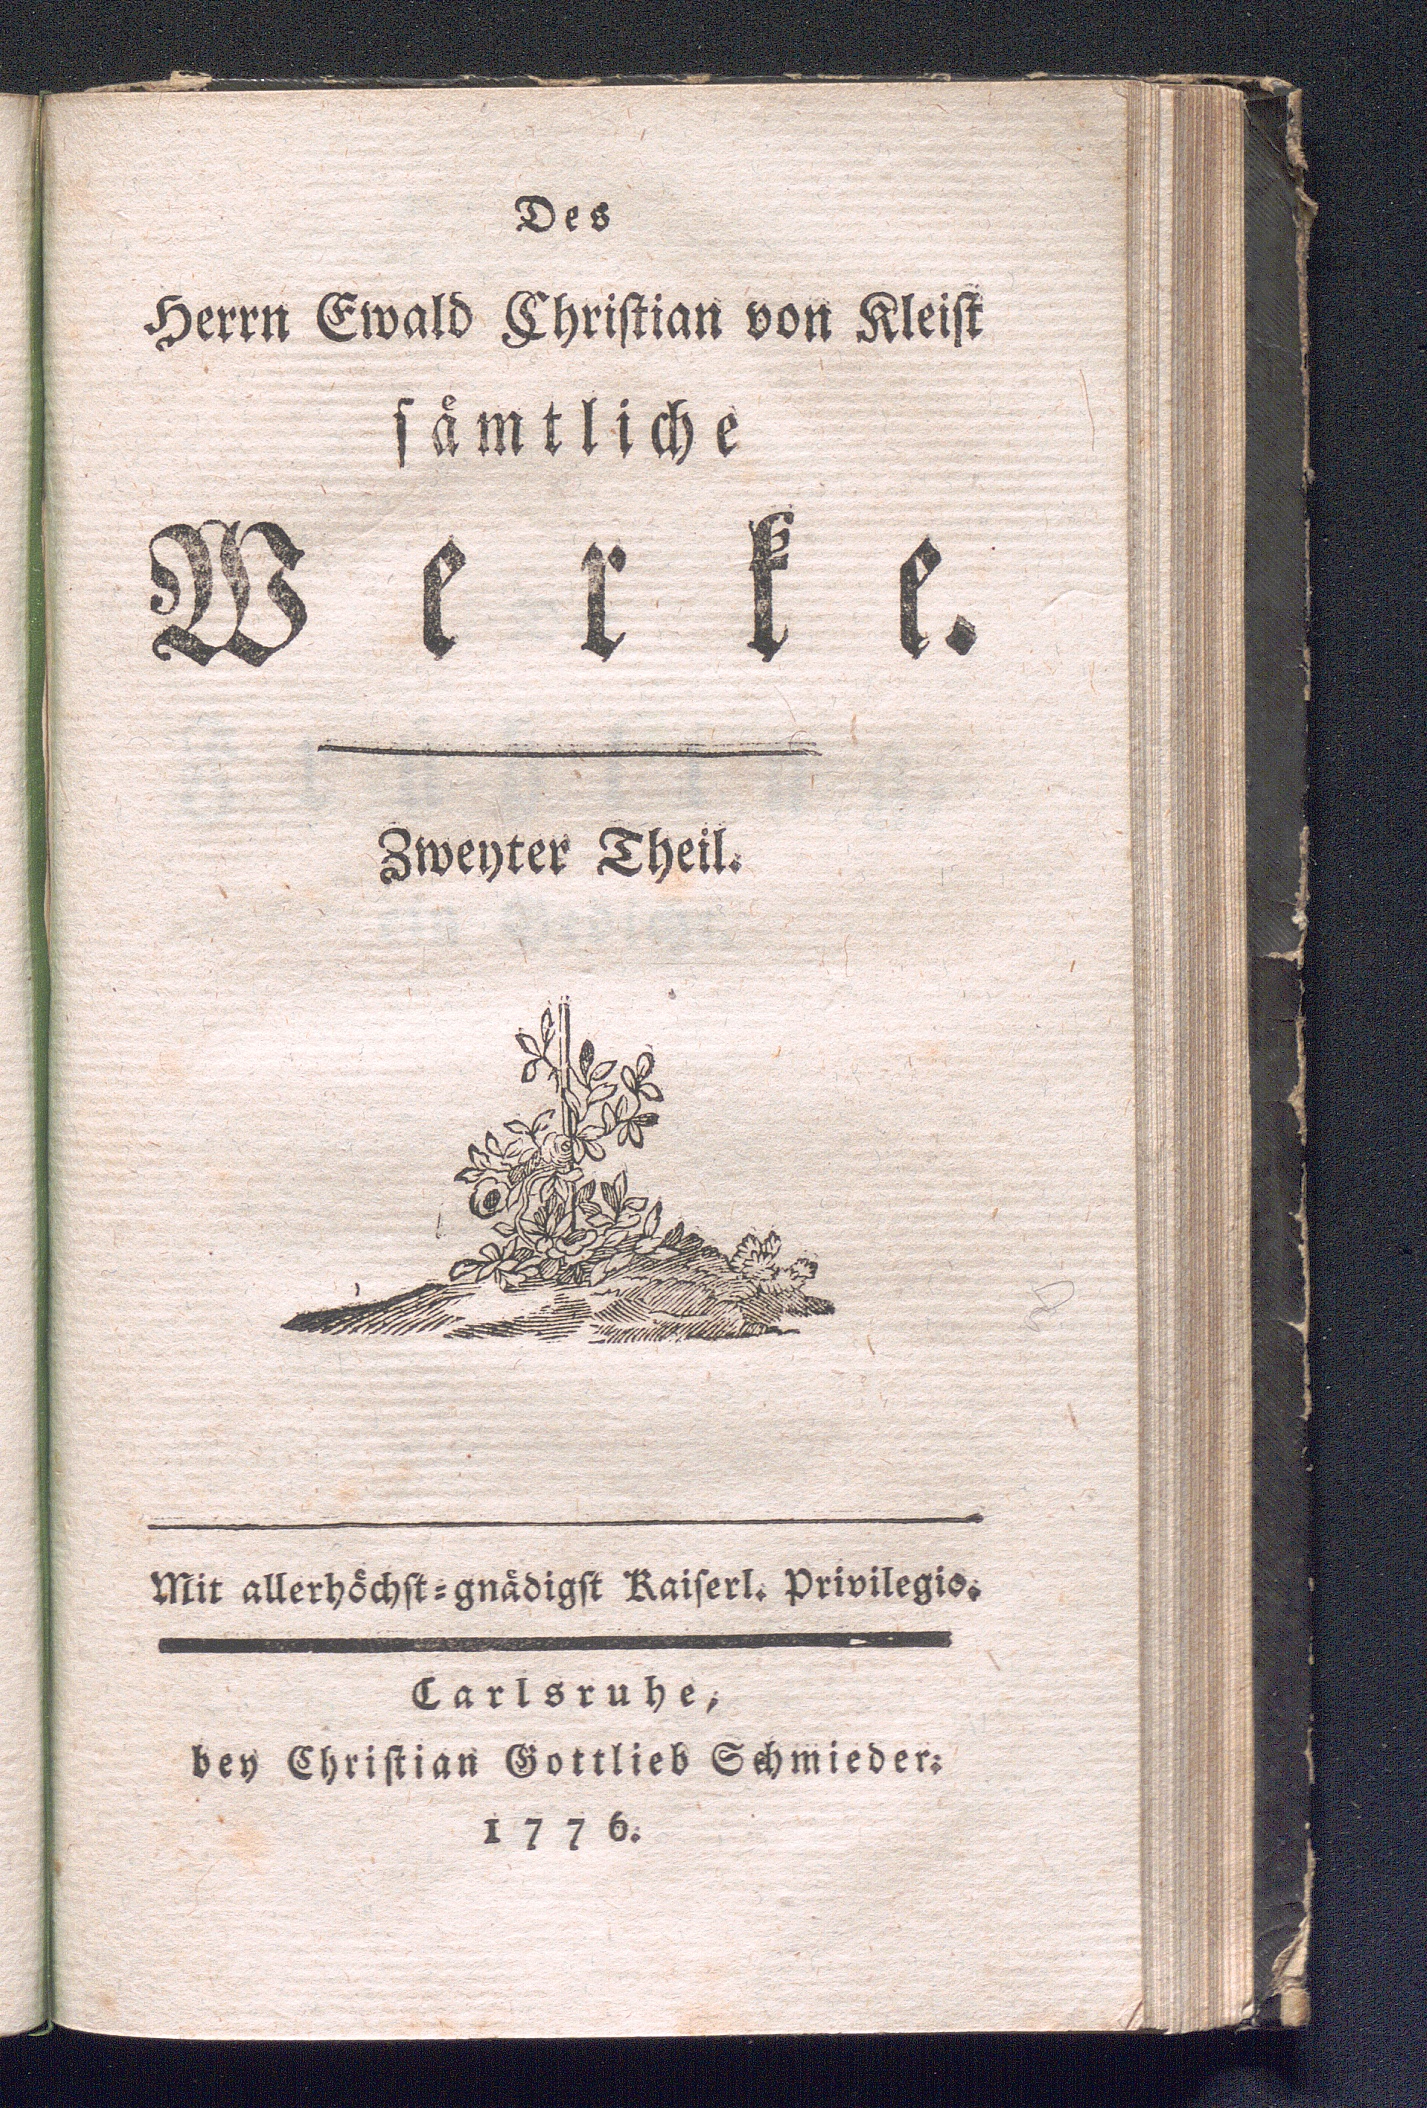 Des
Herrn Ewald Christian von Kleist
sämtliche
Werke.
Zweyter Theil.
Mit allerhöchst=gnädigst Kaiserl. Privilegio.
Carlsruhe,
bey Christian Gottlieb Schmieder.
1776.